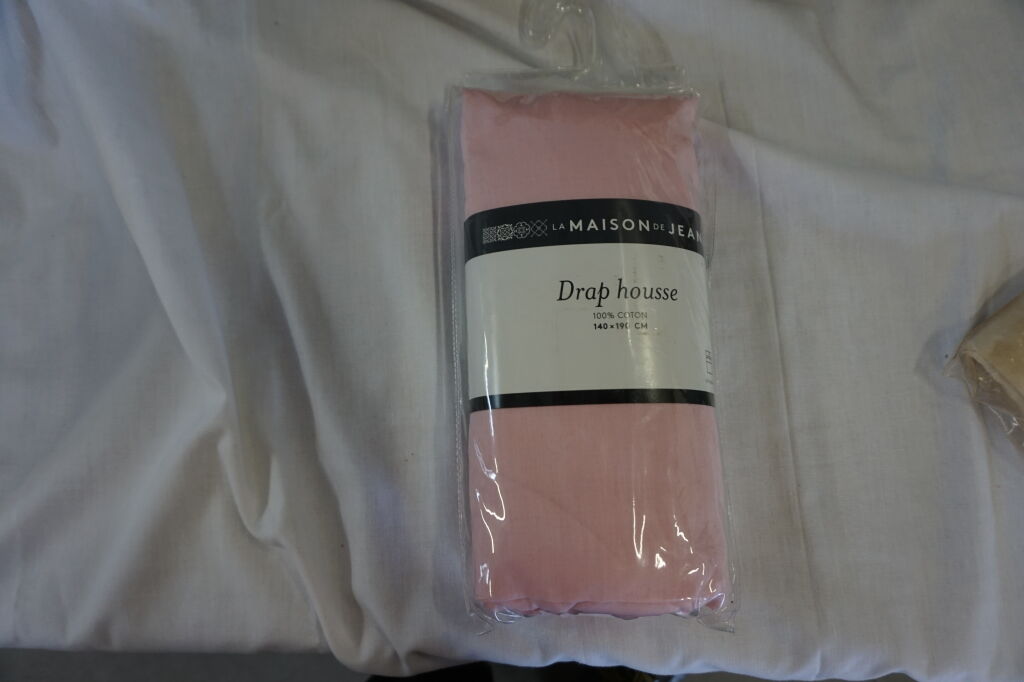 LA MAISON DE JEAN
Drap housse
100% COTON
140 × 190 CM